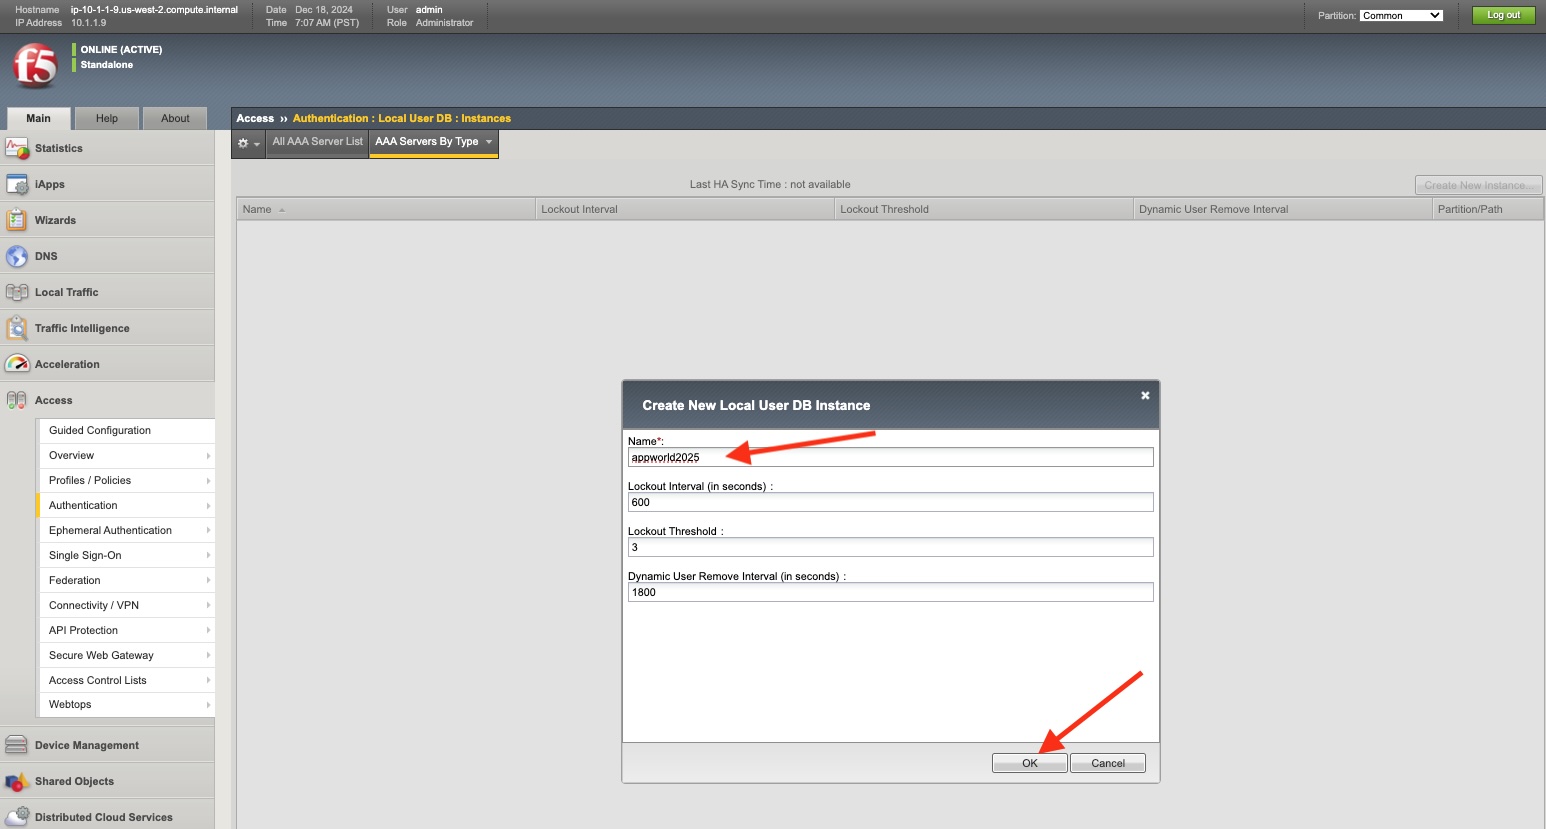 Hostname ip-10-1-1-9.us-west-2.compute.internal Date Dec 18, 2024 User admin
IP Address 10.1.1.9 Time 7:07 AM (PST) Role Administrator
Partition: Common Log out
f5
ONLINE (ACTIVE)
Standalone
Main Help About
Access ›› Authentication : Local User DB : Instances
All AAA Server List AAA Servers By Type
Statistics
iApps
Wizards
DNS
Local Traffic
Traffic Intelligence
Acceleration
Access
Guided Configuration
Overview
Profiles / Policies
Authentication
Ephemeral Authentication
Single Sign-On
Federation
Connectivity / VPN
API Protection
Secure Web Gateway
Access Control Lists
Webtops
Device Management
Shared Objects
Distributed Cloud Services
Last HA Sync Time : not available
Create New Instance...
Name Lockout Interval Lockout Threshold Dynamic User Remove Interval Partition/Path
Create New Local User DB Instance
Name*:
appworld2025
Lockout Interval (in seconds) :
600
Lockout Threshold :
3
Dynamic User Remove Interval (in seconds) :
1800
OK Cancel